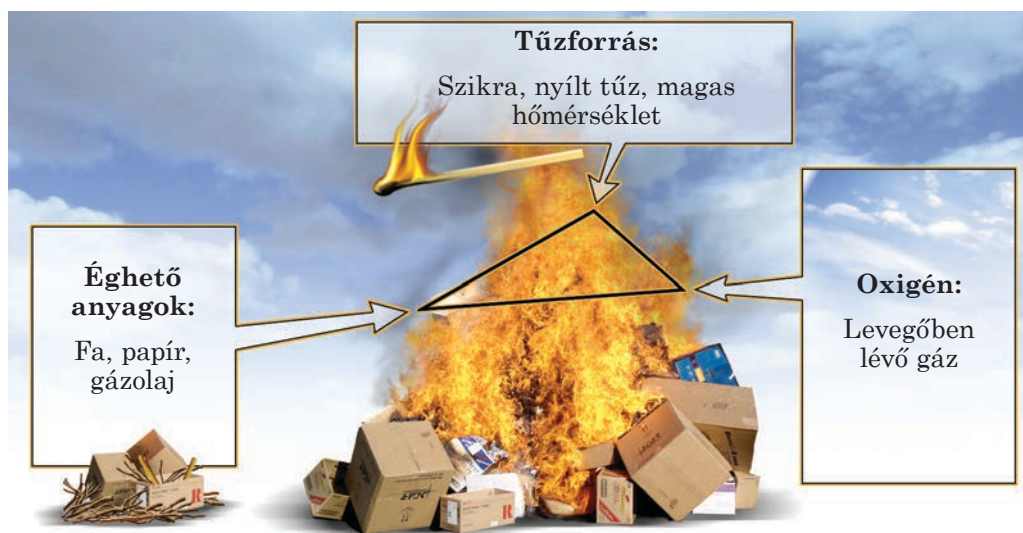 Tűzforrás:
Szikra, nyílt tűz, magas
hőmérséklet
Éghető
anyagok:
Fa, papír,
gázolaj
Oxigén:
Levegőben
lévő gáz
R